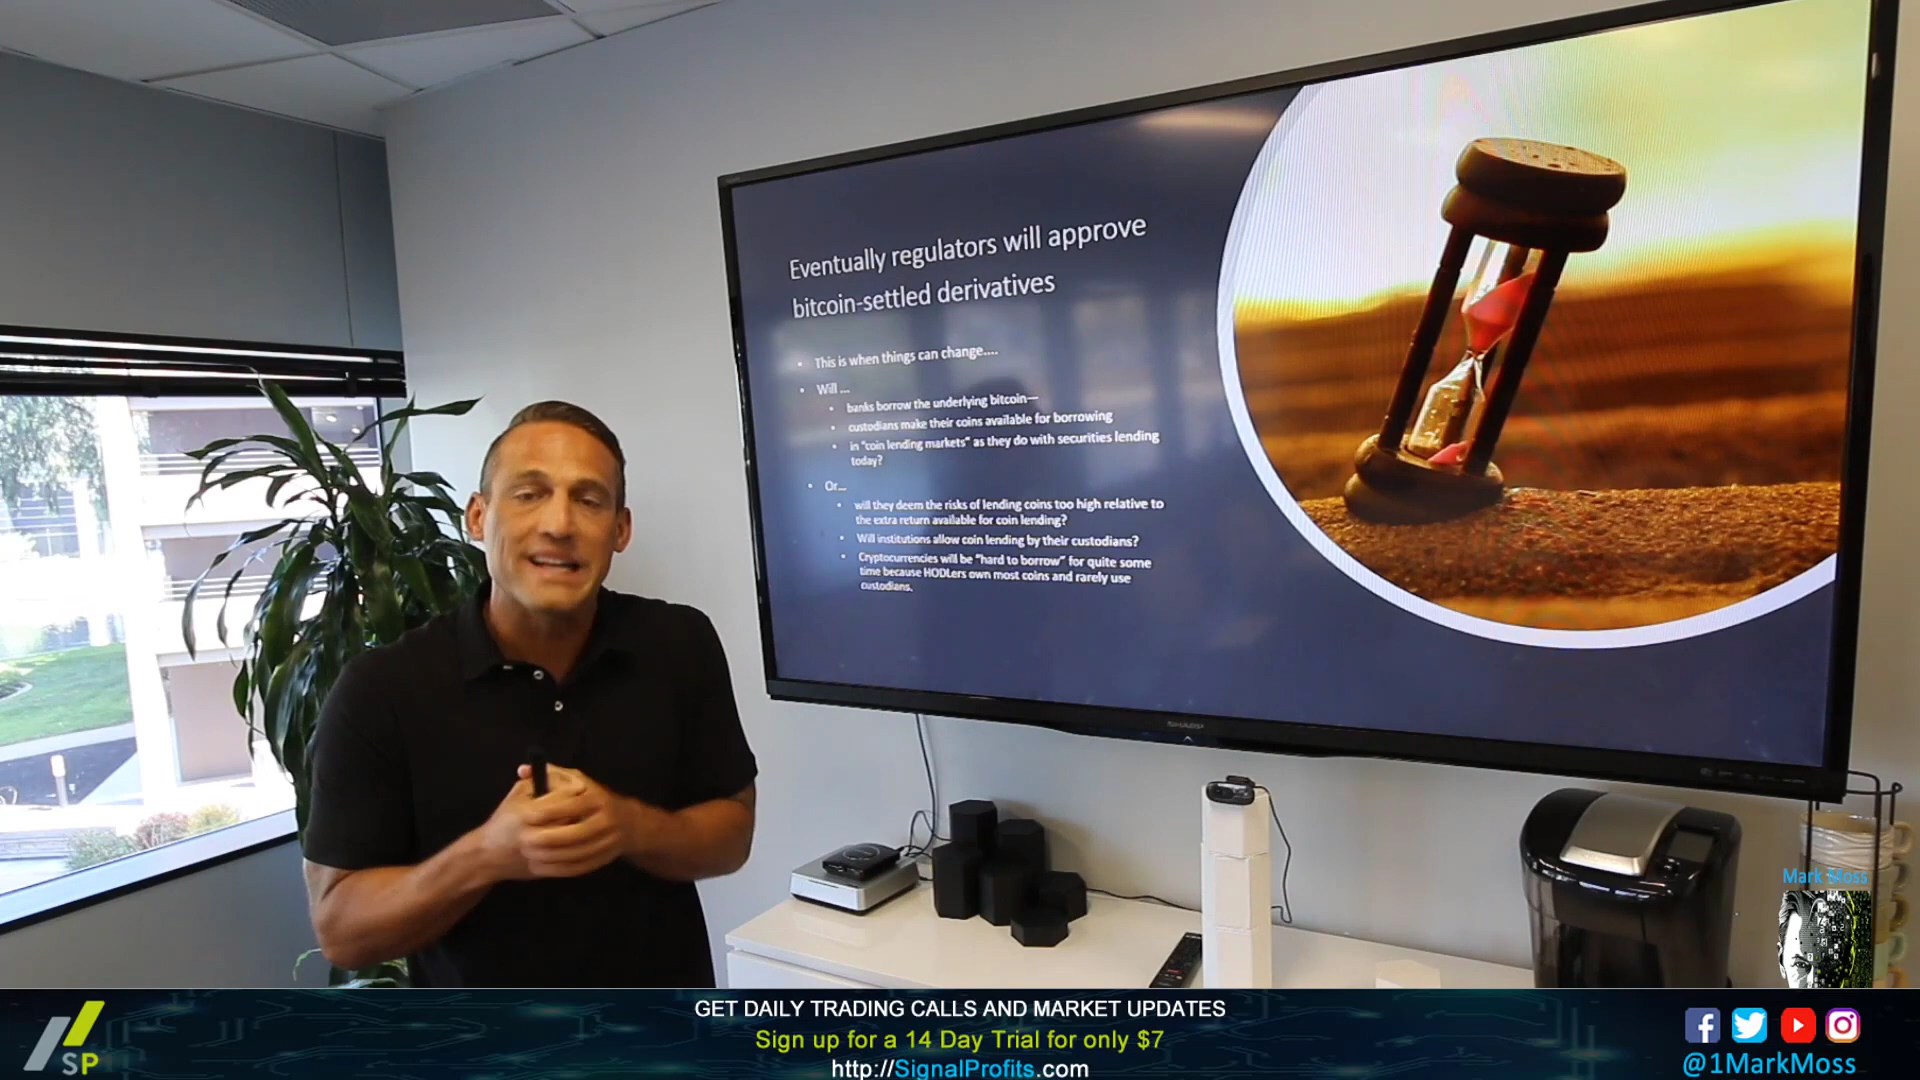 Eventually regulators will approve
bitcoin-settled derivatives
This is when things can change....
Will ...
banks borrow the underlying bitcoin—
custodians make their coins available for borrowing
in "coin lending markets" as they do with securities lending
today?
Or...
will they deem the risks of lending coins too high relative to
the extra return available for coin lending?
Will institutions allow coin lending by their custodians?
Cryptocurrencies will be "hard to borrow" for quite some
time because HODLers own most coins and rarely use
custodians.
SHARP
Mark Moss
SP
GET DAILY TRADING CALLS AND MARKET UPDATES
Sign up for a 14 Day Trial for only $7
http://SignalProfits.com
@1MarkMoss